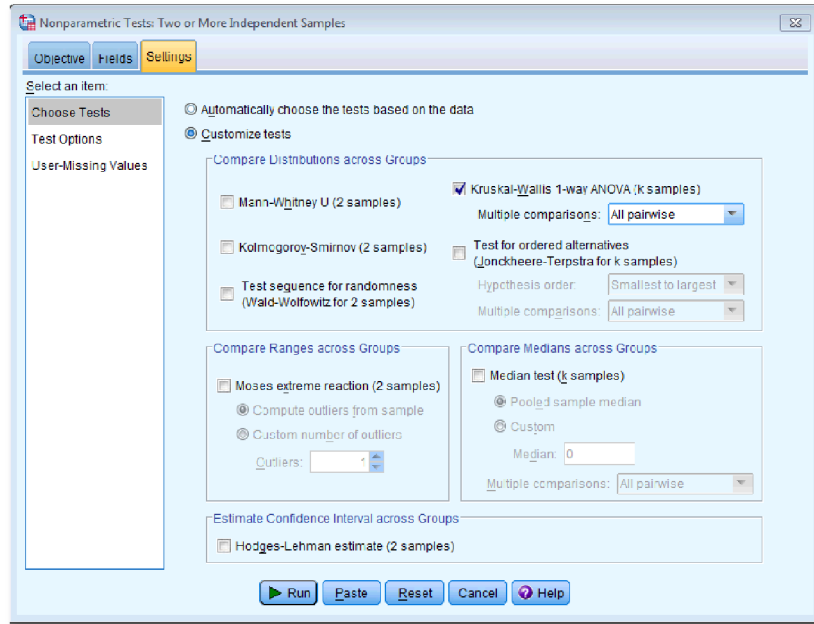 Nonparametric Tests: Two or More Independent Samples
Objective Fields Settings
Select an item:
Choose Tests
Test Options
User-Missing Values
Automatically choose the tests based on the data
Customize tests
Compare Distributions across Groups
Mann-Whitney U (2 samples)
Kolmogorov-Smirnov (2 samples)
Test sequence for randomness
(Wald-Wolfowitz for 2 samples)
Kruskal-Wallis 1-way ANOVA (k samples)
Multiple comparisons: All pairwise
Test for ordered alternatives
(Jonckheere-Terpstra for k samples)
Hypothesis order: Smallest to largest
Multiple comparisons: All pairwise
Compare Ranges across Groups
Moses extreme reaction (2 samples)
Compute outliers from sample
Custom number of outliers
Outliers: 1
Compare Medians across Groups
Median test (k samples)
Pooled sample median
Custom
Median: 0
Multiple comparisons: All pairwise
Estimate Confidence Interval across Groups
Hodges-Lehman estimate (2 samples)
Run Paste Reset Cancel Help